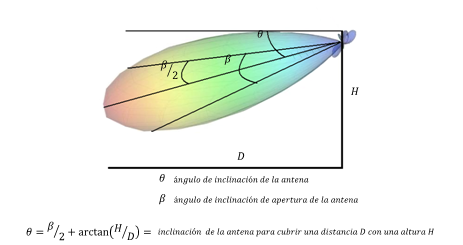 θ
β/2
β
H
D
θ ángulo de inclinación de la antena
β ángulo de inclinación de apertura de la antena
θ = β/2 + arctan(H/D) = inclinación de la antena para cubrir una distancia D con una altura H